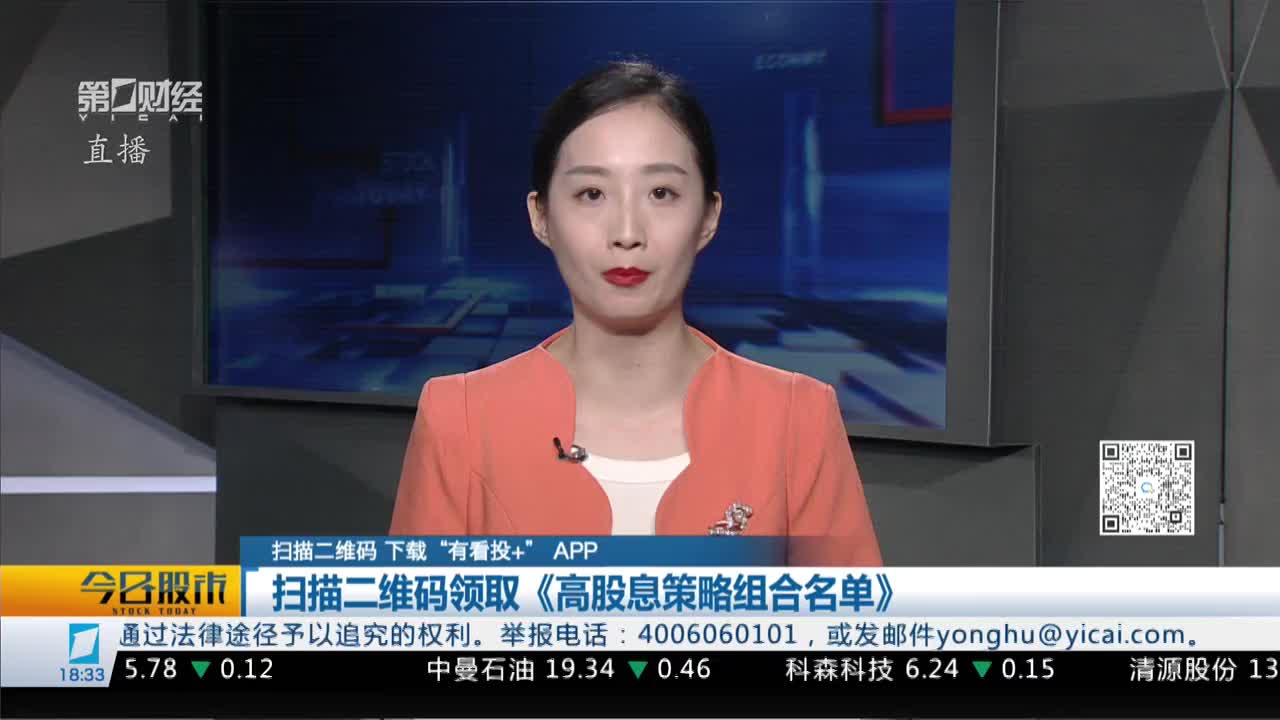 第一财经
YICAI
直播
ECONOMY
TODAY
扫描二维码 下载“有看投+” APP
今日股市
STOCK TODAY
扫描二维码领取《高股息策略组合名单》
通过法律途径予以追究的权利。举报电话：4006060101，或发邮件yonghu@yicai.com。
18:33
5.78 ▼ 0.12 中曼石油 19.34 ▼ 0.46 科森科技 6.24 ▼ 0.15 清源股份 13